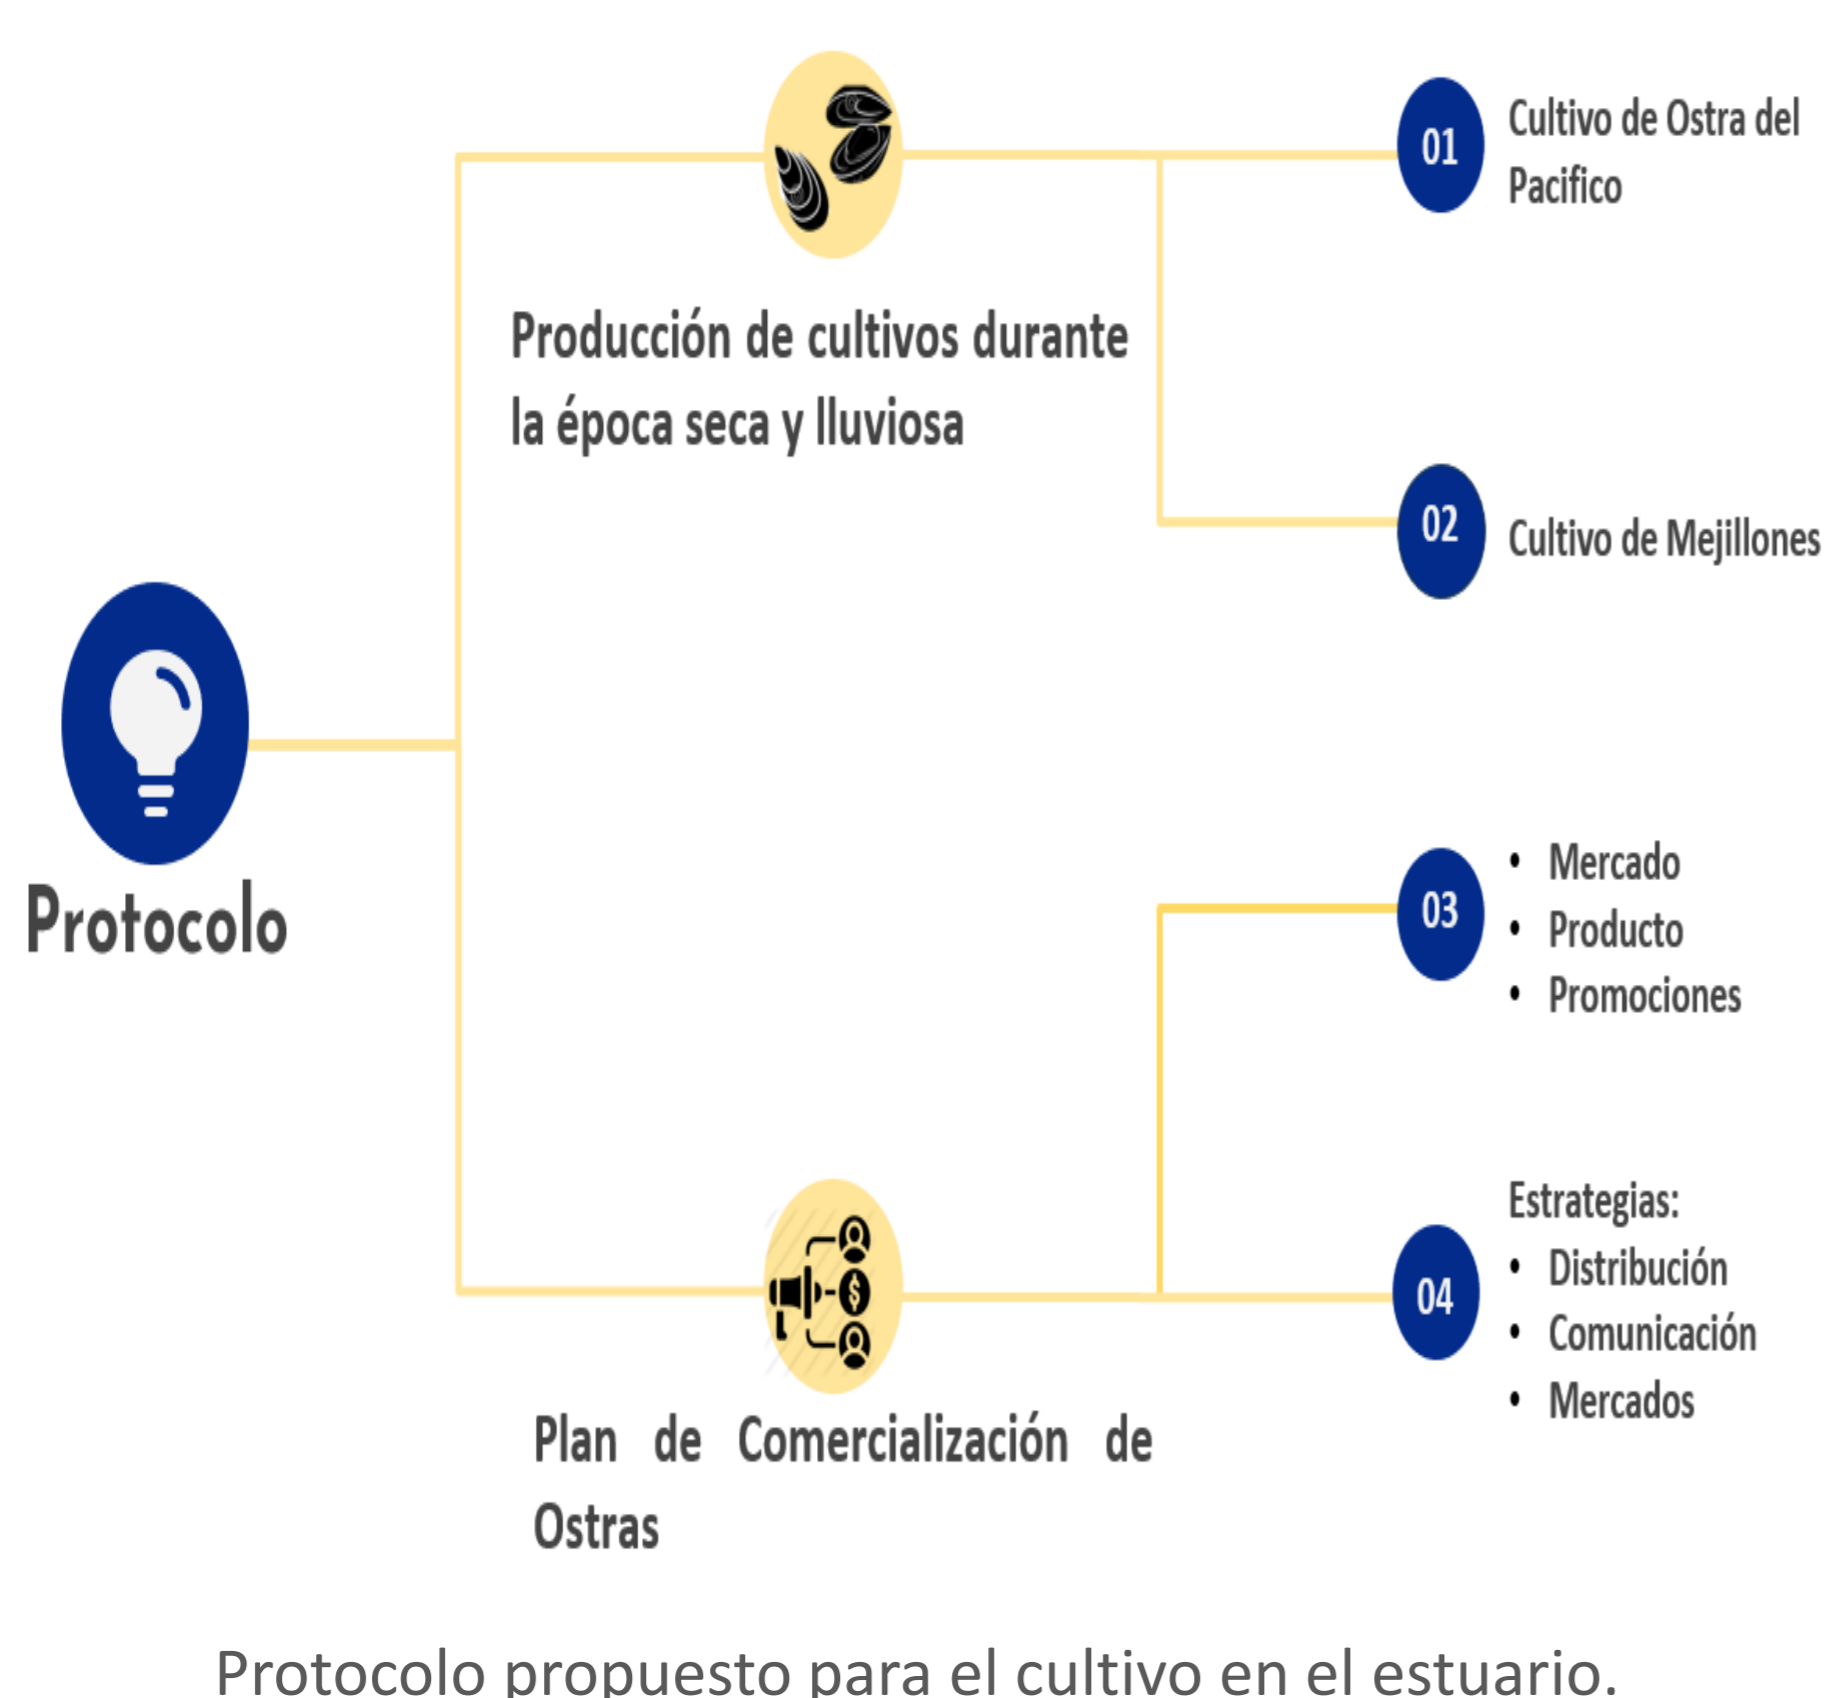 01
Cultivo de Ostra del
Pacifico
Producción de cultivos durante
la época seca y lluviosa
02
Cultivo de Mejillones
Protocolo
03
• Mercado
• Producto
• Promociones
04
Estrategias:
• Distribución
• Comunicación
• Mercados
$
Plan de Comercialización de
Ostras
Protocolo propuesto para el cultivo en el estuario.